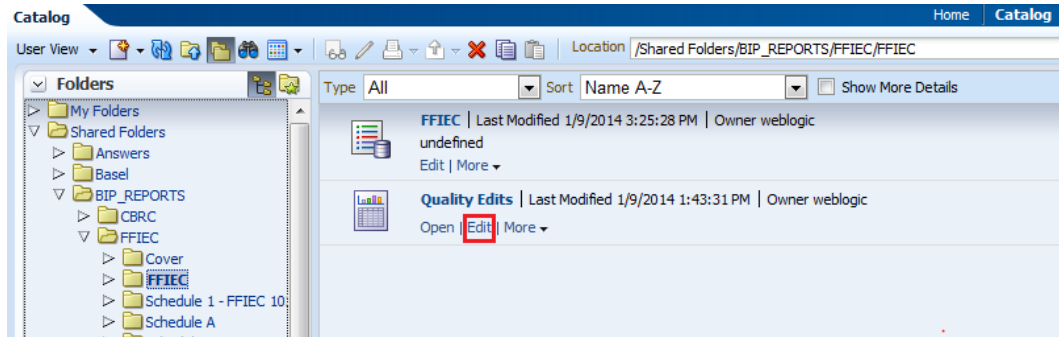 Catalog
Home Catalog
User View Location /Shared Folders/BIP_REPORTS/FFIEC/FFIEC
Folders
My Folders
Shared Folders
Answers
Basel
BIP_REPORTS
CBRC
FFIEC
Cover
FFIEC
Schedule 1 - FFIEC 10
Schedule A
Type All Sort Name A-Z Show More Details
FFIEC | Last Modified 1/9/2014 3:25:28 PM | Owner weblogic
undefined
Edit | More
Quality Edits | Last Modified 1/9/2014 1:43:31 PM | Owner weblogic
Open | Edit | More